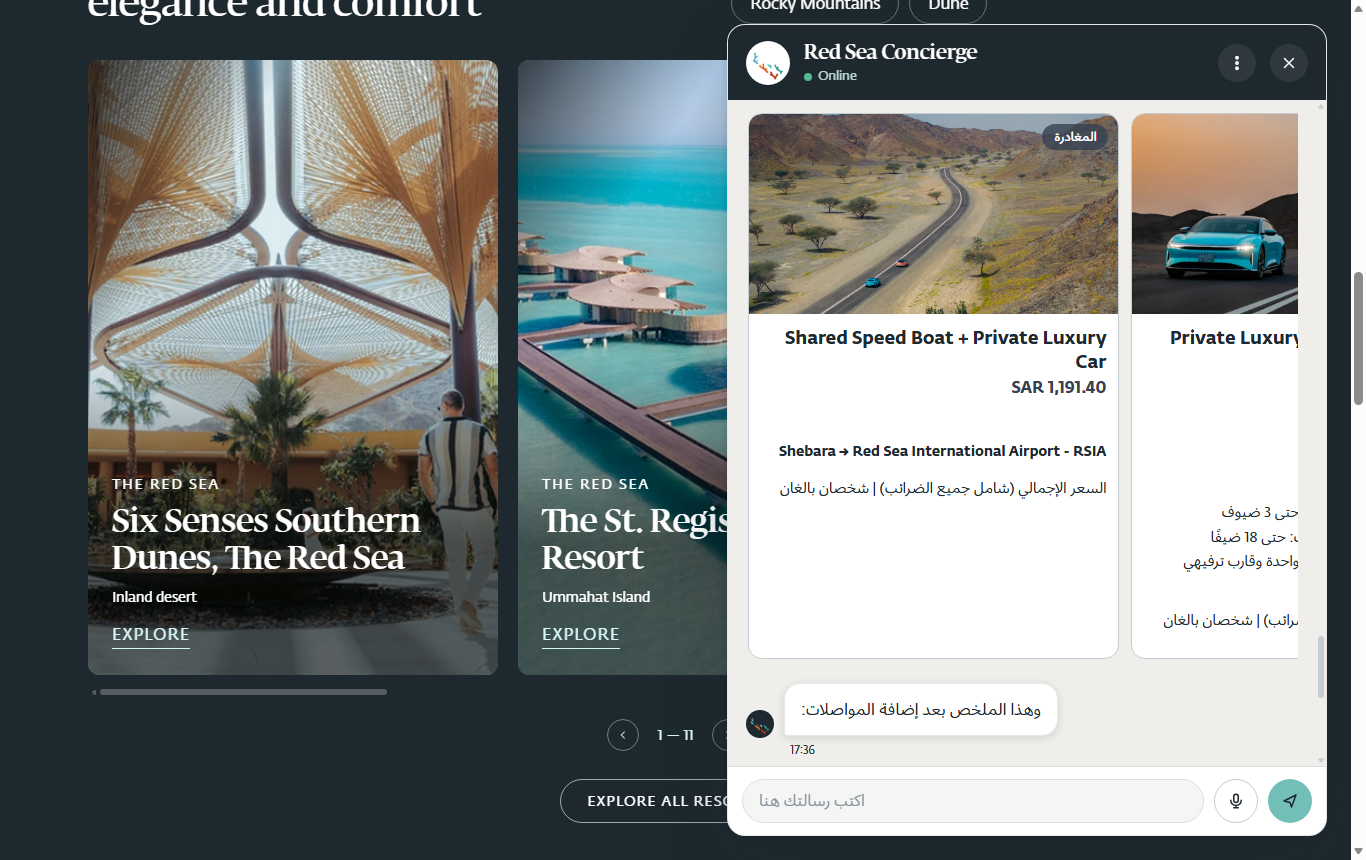 elegance and comfort
Rocky Mountains
Dune
THE RED SEA
Six Senses Southern
Dunes, The Red Sea
Inland desert
EXPLORE
THE RED SEA
The St. Regis
Resort
Ummahat Island
EXPLORE
1 — 11
EXPLORE ALL RESO
Red Sea Concierge
Online
المغادرة
Shared Speed Boat + Private Luxury
Car
SAR 1,191.40
Shebara → Red Sea International Airport - RSIA
السعر الإجمالي (شامل جميع الضرائب) | شخصان بالغان
Private Luxury
حتى 3 ضيوف
: حتى 18 ضيفًا
واحدة وقارب ترفيهي
شخصان بالغان | (
وهذا الملخص بعد إضافة المواصلات:
17:36
اكتب رسالتك هنا